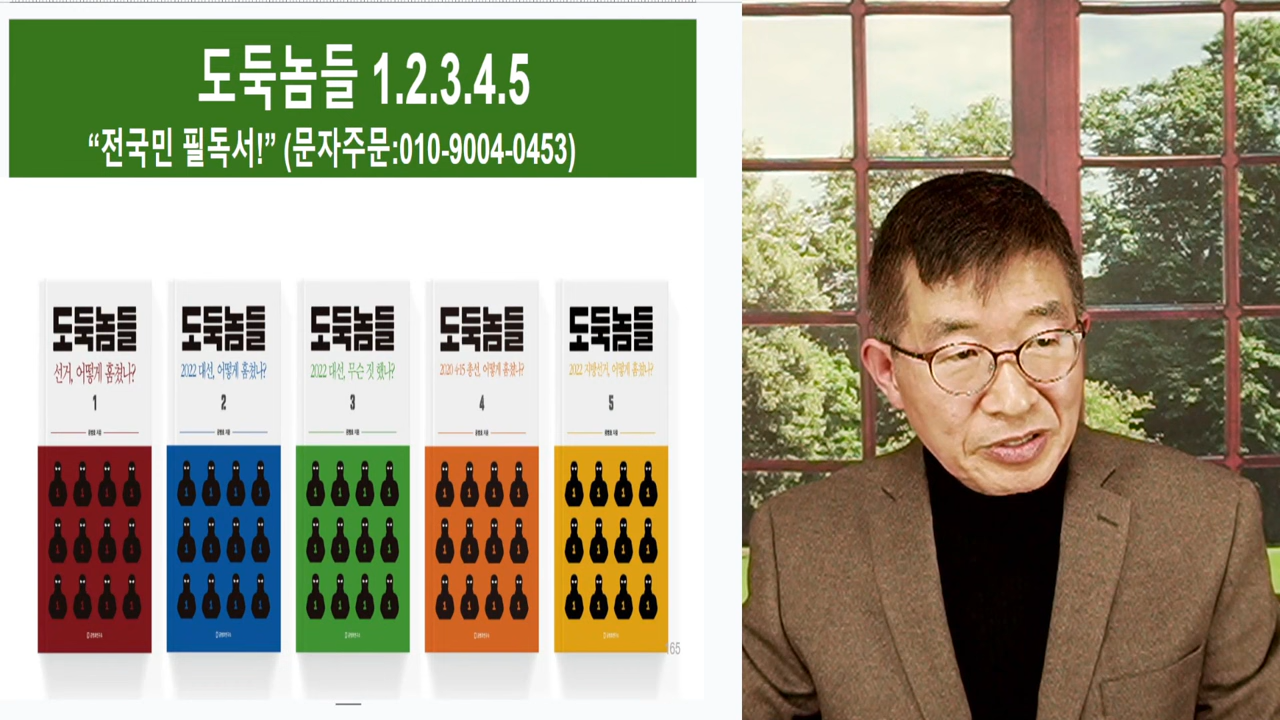 도둑놈들 1.2.3.4.5
“전국민 필독서!” (문자주문:010-9004-0453)
도둑놈들
선거, 어떻게 훔쳤나?
1
도둑놈들
2022 대선, 어떻게 훔쳤나?
2
도둑놈들
2022 대선, 무슨 짓 했나?
3
도둑놈들
2020 4·15 총선, 어떻게 훔쳤나?
4
도둑놈들
2022 지방선거, 어떻게 훔쳤나?
5
65